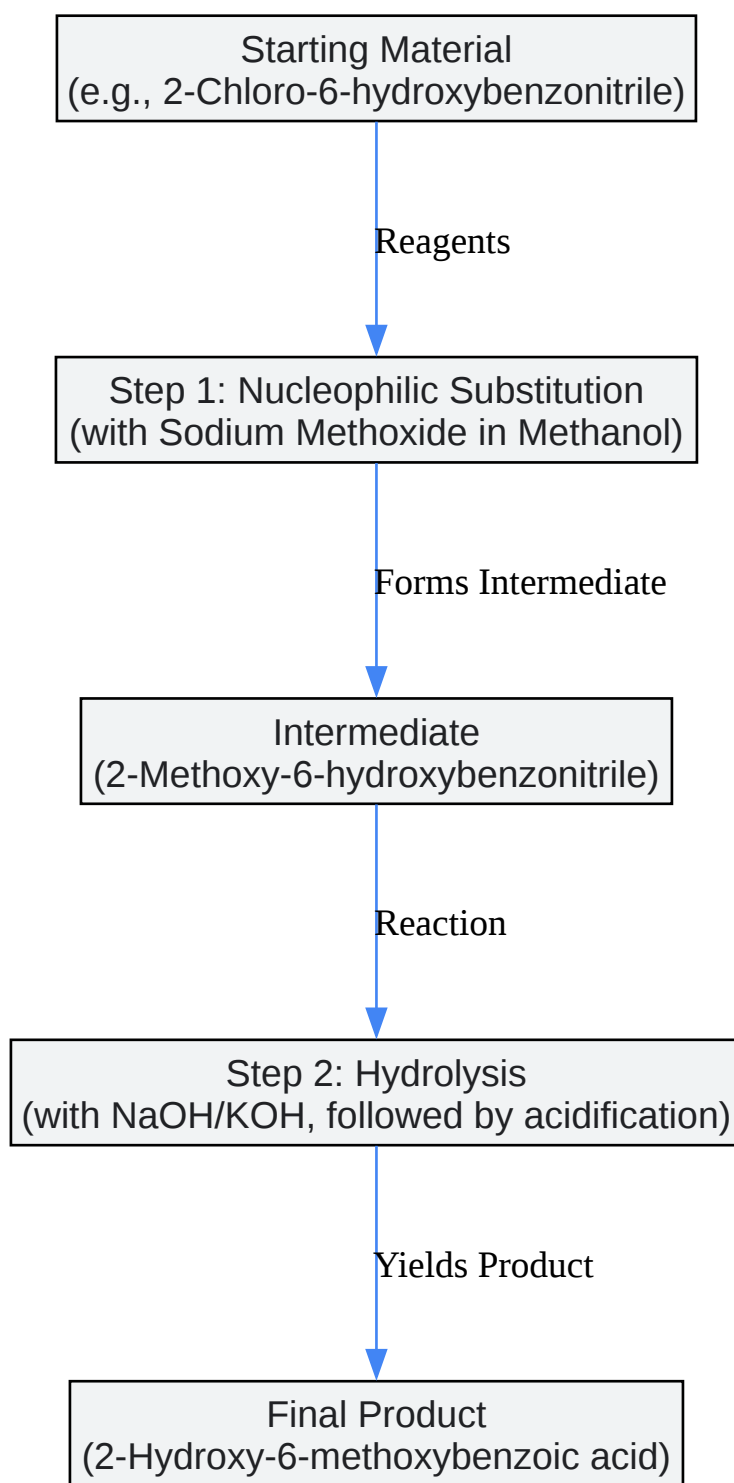 Starting Material
(e.g., 2-Chloro-6-hydroxybenzonitrile)
Reagents
Step 1: Nucleophilic Substitution
(with Sodium Methoxide in Methanol)
Forms Intermediate
Intermediate
(2-Methoxy-6-hydroxybenzonitrile)
Reaction
Step 2: Hydrolysis
(with NaOH/KOH, followed by acidification)
Yields Product
Final Product
(2-Hydroxy-6-methoxybenzoic acid)